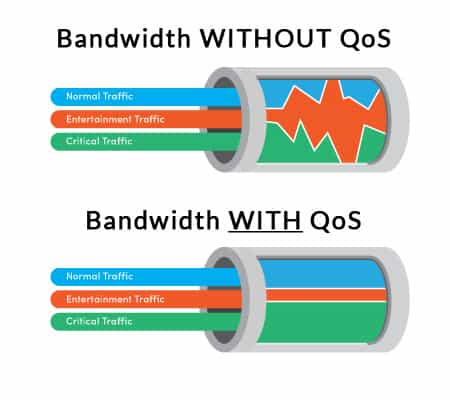 Bandwidth WITHOUT QoS
Normal Traffic
Entertainment Traffic
Critical Traffic
Bandwidth WITH QoS
Normal Traffic
Entertainment Traffic
Critical Traffic